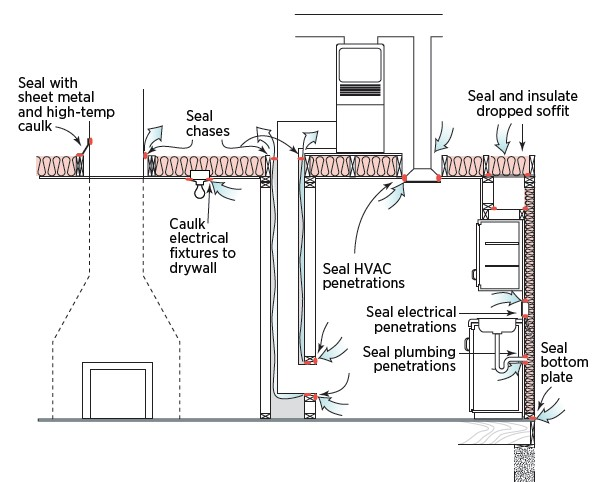 Seal with
sheet metal
and high-temp
caulk
Seal
chases
Seal and insulate
dropped soffit
Caulk
electrical
fixtures to
drywall
Seal HVAC
penetrations
Seal electrical
penetrations
Seal plumbing
penetrations
Seal
bottom
plate